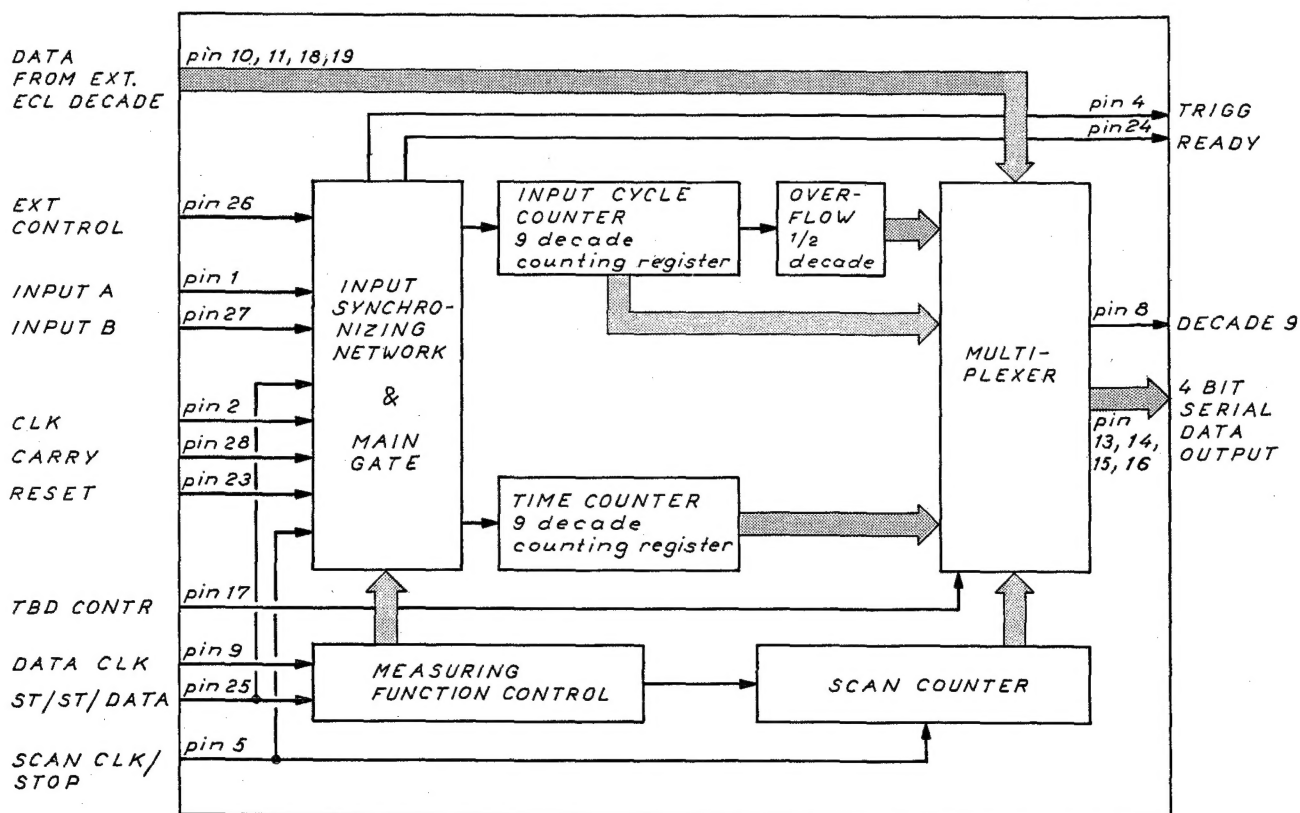 DATA
FROM EXT.
ECL DECADE
pin 10, 11, 18, 19
pin 4
TRIGG
pin 24
READY
EXT
CONTROL
pin 26
INPUT A
pin 1
INPUT B
pin 27
CLK
pin 2
CARRY
pin 28
RESET
pin 23
INPUT
SYNCHRO-
NIZING
NETWORK
&
MAIN
GATE
INPUT CYCLE
COUNTER
9 decade
counting register
OVER-
FLOW
1/2
decade
MULTI-
PLEXER
pin 8
DECADE 9
4 BIT
SERIAL
DATA
OUTPUT
pin
13, 14,
15, 16
TIME COUNTER
9 decade
counting register
TBD CONTR
pin 17
DATA CLK
pin 9
ST/ST/DATA
pin 25
SCAN CLK/
STOP
pin 5
MEASURING
FUNCTION CONTROL
SCAN COUNTER